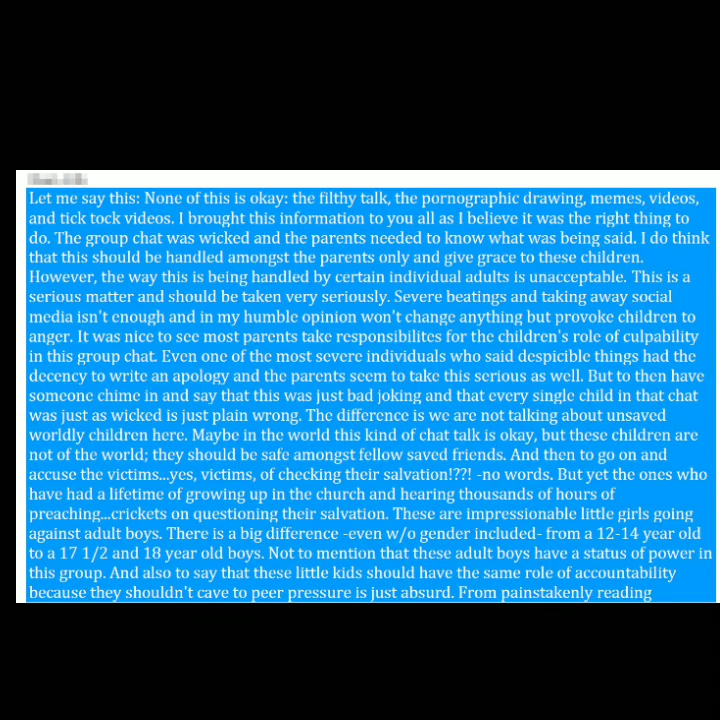 Let me say this: None of this is okay: the filthy talk, the pornographic drawing, memes, videos,
and tick tock videos. I brought this information to you all as I believe it was the right thing to
do. The group chat was wicked and the parents needed to know what was being said. I do think
that this should be handled amongst the parents only and give grace to these children.
However, the way this is being handled by certain individual adults is unacceptable. This is a
serious matter and should be taken very seriously. Severe beatings and taking away social
media isn't enough and in my humble opinion won't change anything but provoke children to
anger. It was nice to see most parents take responsibilites for the children's role of culpability
in this group chat. Even one of the most severe individuals who said despicible things had the
decency to write an apology and the parents seem to take this serious as well. But to then have
someone chime in and say that this was just bad joking and that every single child in that chat
was just as wicked is just plain wrong. The difference is we are not talking about unsaved
worldly children here. Maybe in the world this kind of chat talk is okay, but these children are
not of the world; they should be safe amongst fellow saved friends. And then to go on and
accuse the victims...yes, victims, of checking their salvation!??! -no words. But yet the ones who
have had a lifetime of growing up in the church and hearing thousands of hours of
preaching...crickets on questioning their salvation. These are impressionable little girls going
against adult boys. There is a big difference -even w/o gender included- from a 12-14 year old
to a 17 1/2 and 18 year old boys. Not to mention that these adult boys have a status of power in
this group. And also to say that these little kids should have the same role of accountability
because they shouldn't cave to peer pressure is just absurd. From painstakenly reading